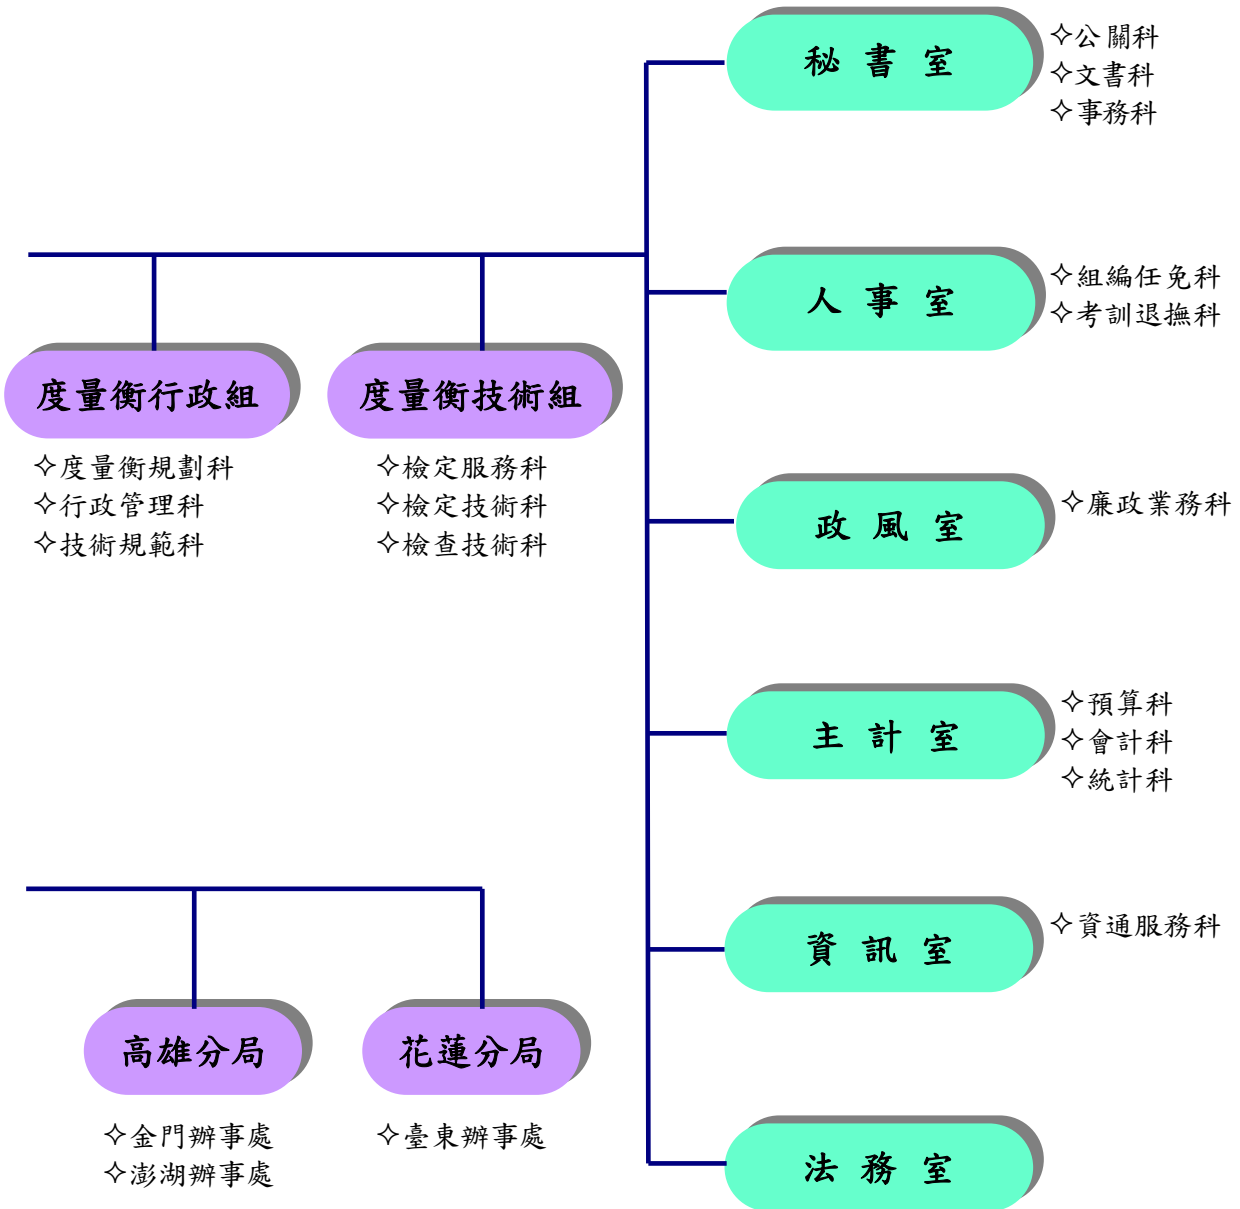 秘書室
✧公關科
✧文書科
✧事務科
人事室
✧組編任免科
✧考訓退撫科
度量衡行政組
✧度量衡規劃科
✧行政管理科
✧技術規範科
度量衡技術組
✧檢定服務科
✧檢定技術科
✧檢查技術科
政風室
✧廉政業務科
主計室
✧預算科
✧會計科
✧統計科
資訊室
✧資通服務科
高雄分局
✧金門辦事處
✧澎湖辦事處
花蓮分局
✧臺東辦事處
法務室